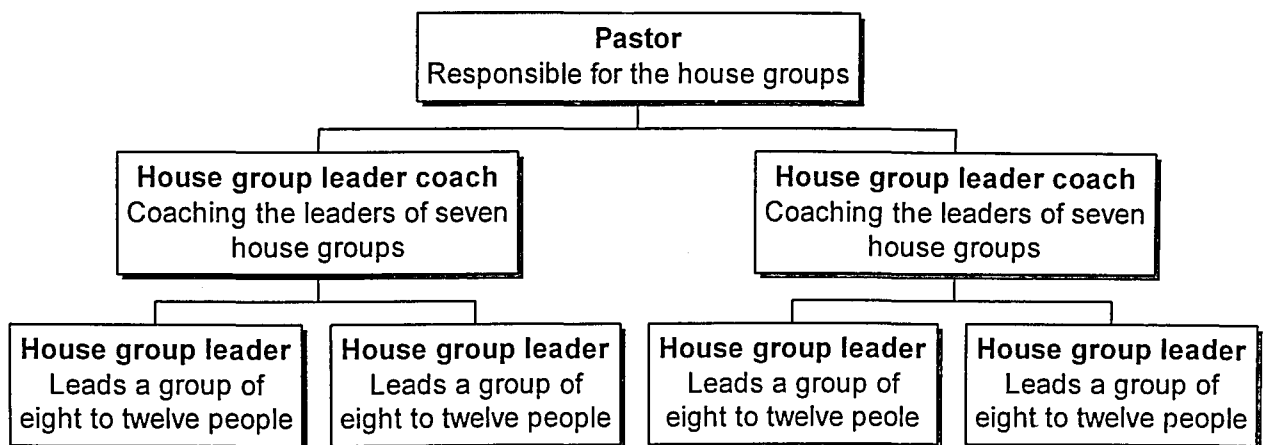 Pastor
Responsible for the house groups
House group leader coach
Coaching the leaders of seven
house groups
House group leader coach
Coaching the leaders of seven
house groups
House group leader
Leads a group of
eight to twelve people
House group leader
Leads a group of
eight to twelve people
House group leader
Leads a group of
eight to twelve peole
House group leader
Leads a group of
eight to twelve people